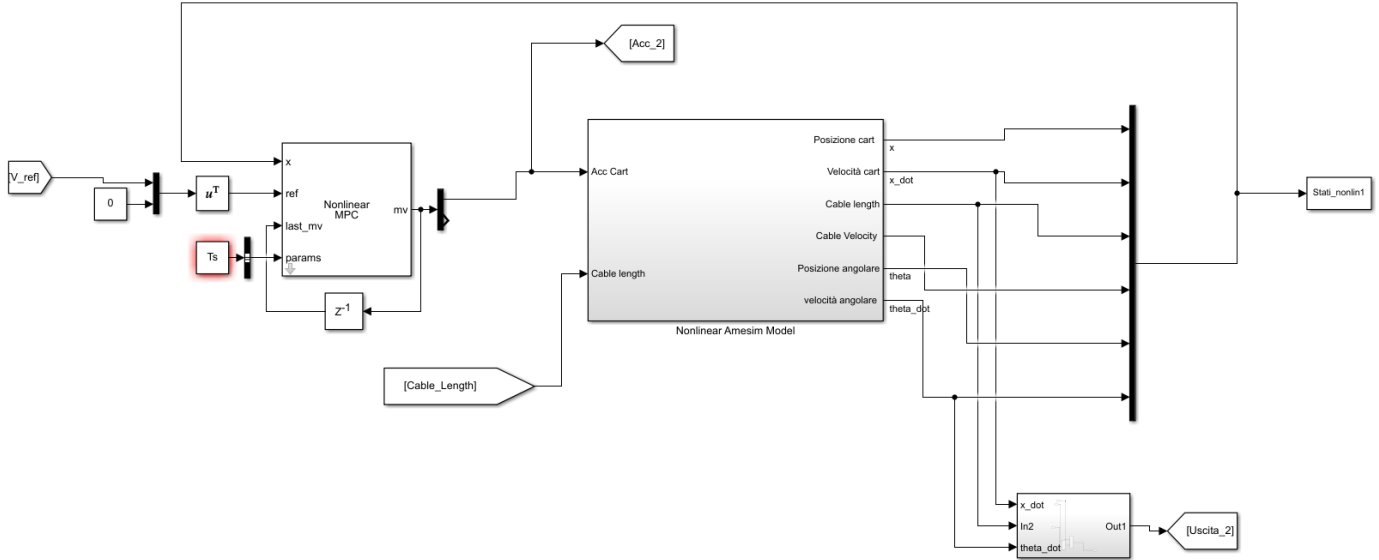 [Acc_2]
[V_ref]
0
u^T
x
ref
last_mv
params
Nonlinear
MPC
mv
Ts
Z-1
Acc Cart
Cable length
Posizione cart
x
Velocità cart
x_dot
Cable length
Cable Velocity
Posizione angolare
theta
velocità angolare
theta_dot
Nonlinear Amesim Model
[Cable_Length]
Stati_nonlin1
x_dot
In2
theta_dot
Out1
[Uscita_2]